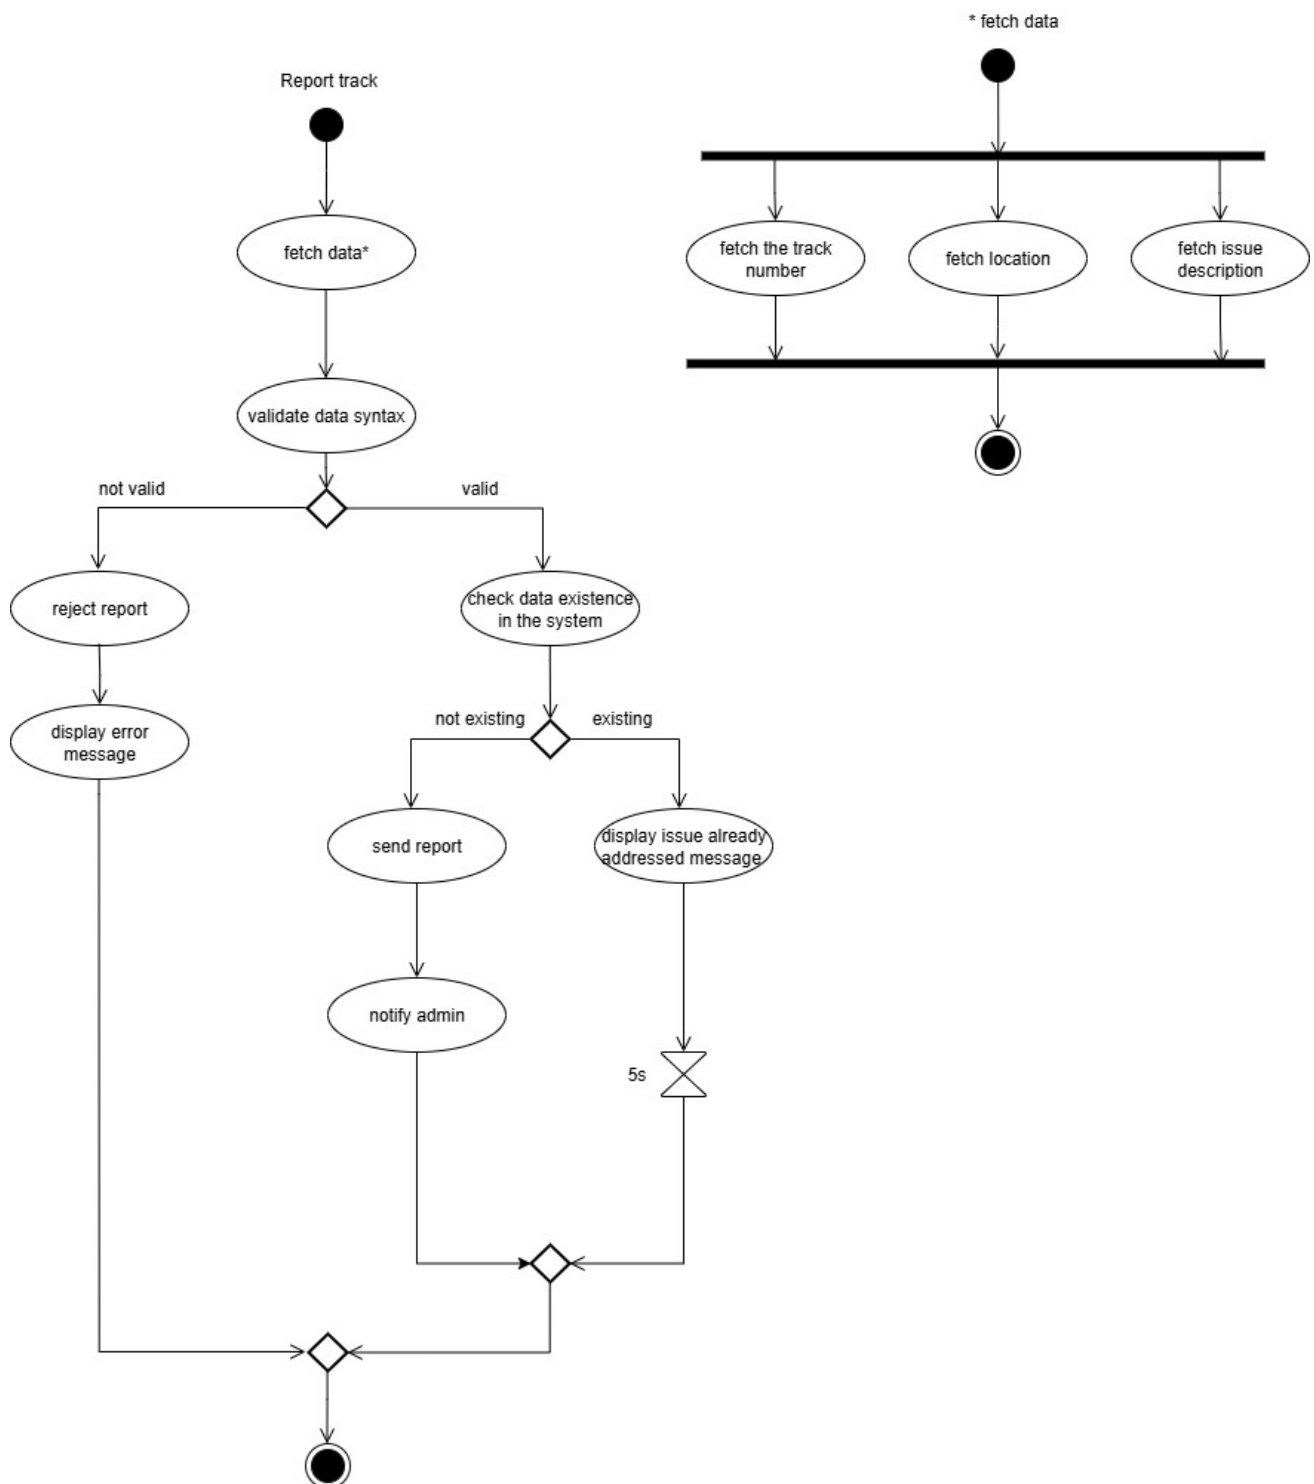 * fetch data
Report track
fetch data*
fetch the track
number
fetch location
fetch issue
description
validate data syntax
not valid
valid
reject report
check data existence
in the system
display error
message
not existing
existing
send report
display issue already
addressed message
notify admin
5s